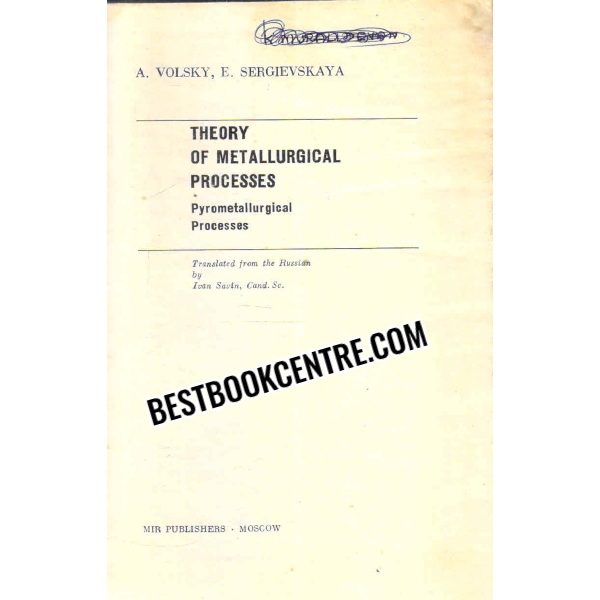 A. VOLSKY, E. SERGIEVSKAYA
THEORY
OF METALLURGICAL
PROCESSES
Pyrometallurgical
Processes
Translated from the Russian
by
Ivan Savin, Cand. Sc.
BESTBOOKCENTRE.COM
MIR PUBLISHERS · MOSCOW